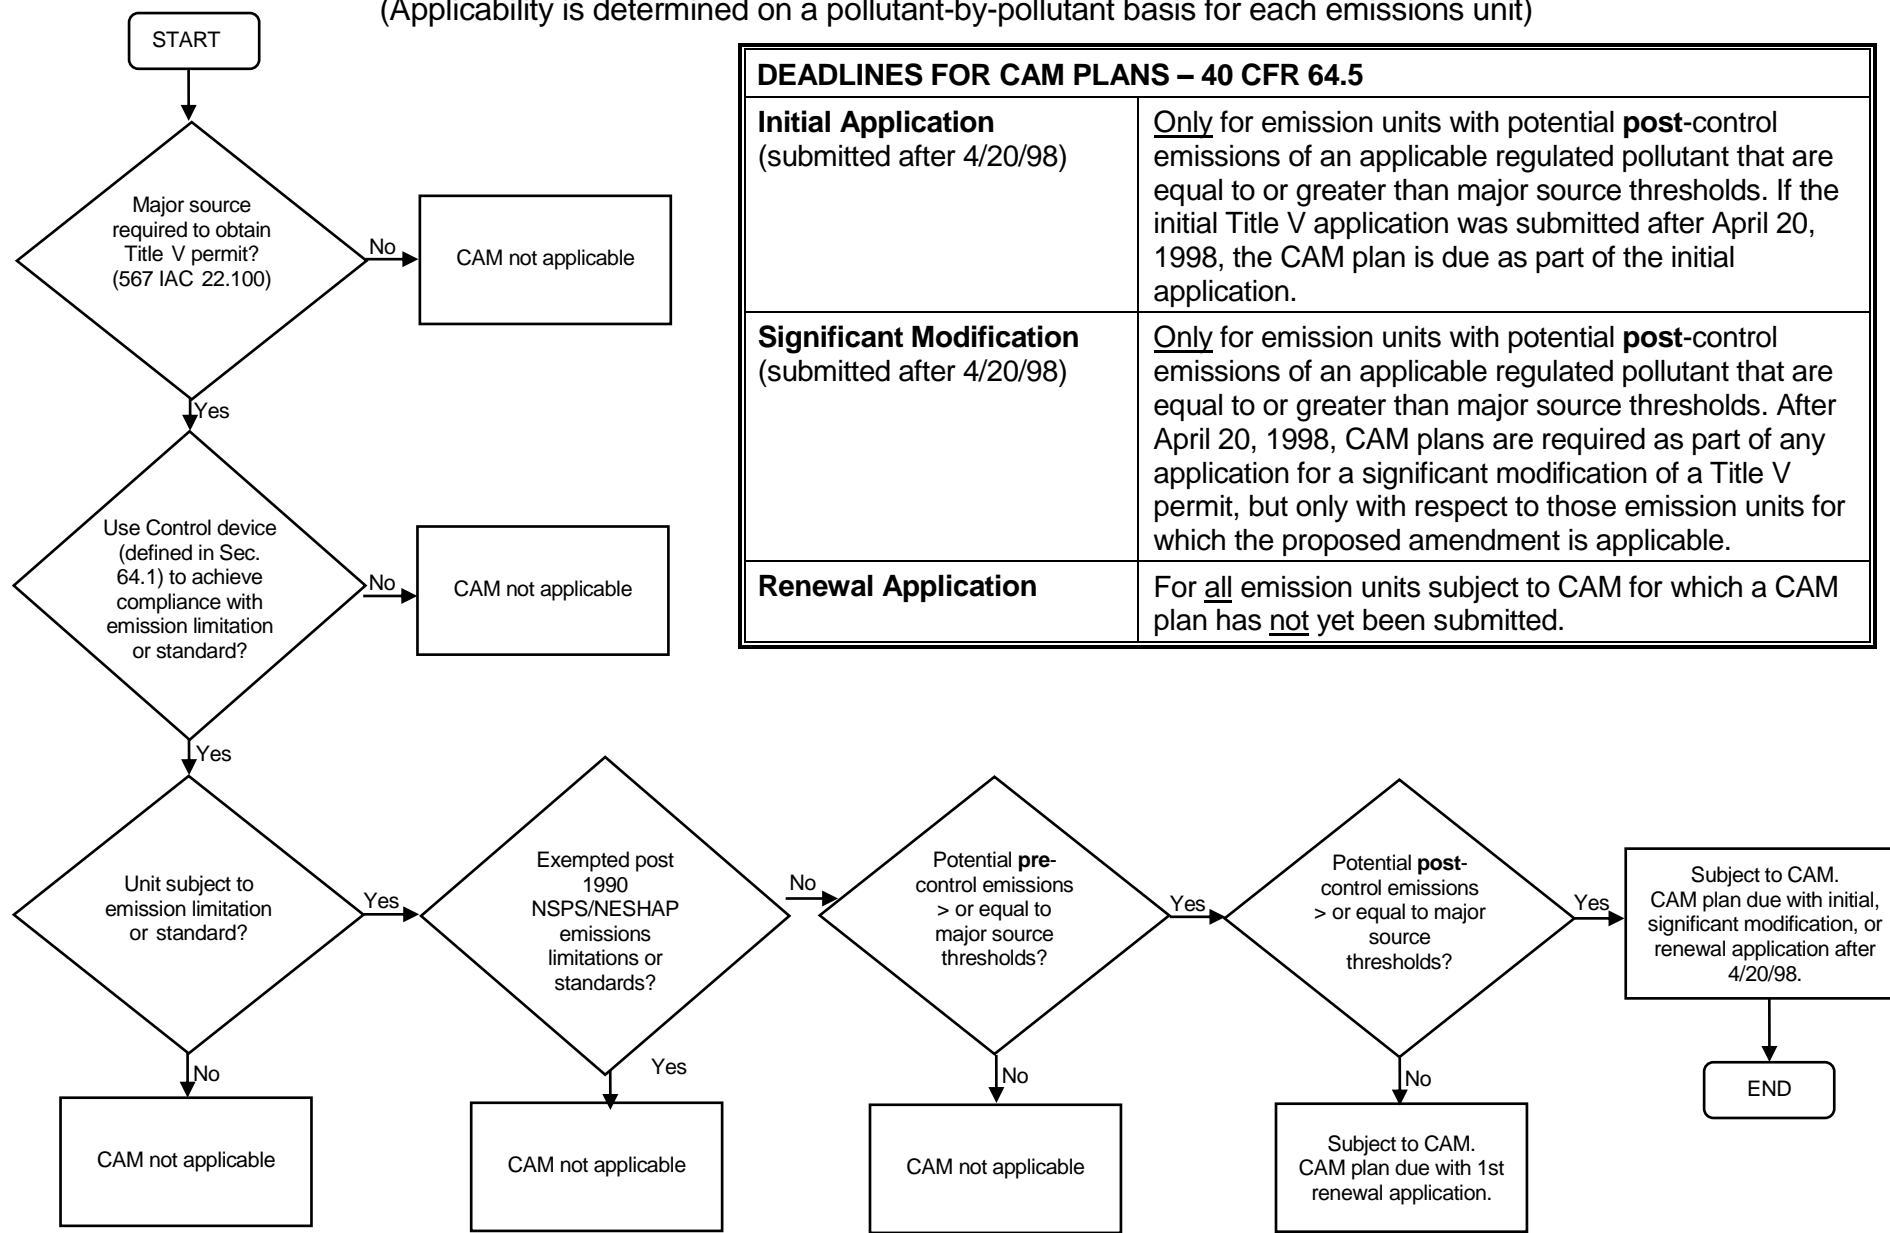 (Applicability is determined on a pollutant-by-pollutant basis for each emissions unit)
START
DEADLINES FOR CAM PLANS – 40 CFR 64.5
Initial Application
(submitted after 4/20/98)
Only for emission units with potential post-control
emissions of an applicable regulated pollutant that are
equal to or greater than major source thresholds. If the
initial Title V application was submitted after April 20,
1998, the CAM plan is due as part of the initial
application.
Significant Modification
(submitted after 4/20/98)
Only for emission units with potential post-control
emissions of an applicable regulated pollutant that are
equal to or greater than major source thresholds. After
April 20, 1998, CAM plans are required as part of any
application for a significant modification of a Title V
permit, but only with respect to those emission units for
which the proposed amendment is applicable.
Renewal Application
For all emission units subject to CAM for which a CAM
plan has not yet been submitted.
Major source
required to obtain
Title V permit?
(567 IAC 22.100)
No
CAM not applicable
Yes
Use Control device
(defined in Sec.
64.1) to achieve
compliance with
emission limitation
or standard?
No
CAM not applicable
Yes
Unit subject to
emission limitation
or standard?
Yes
No
CAM not applicable
Exempted post
1990
NSPS/NESHAP
emissions
limitations or
standards?
No
Yes
CAM not applicable
Potential pre-
control emissions
> or equal to
major source
thresholds?
Yes
No
CAM not applicable
Potential post-
control emissions
> or equal to major
source
thresholds?
Yes
No
Subject to CAM.
CAM plan due with 1st
renewal application.
Subject to CAM.
CAM plan due with initial,
significant modification, or
renewal application after
4/20/98.
END